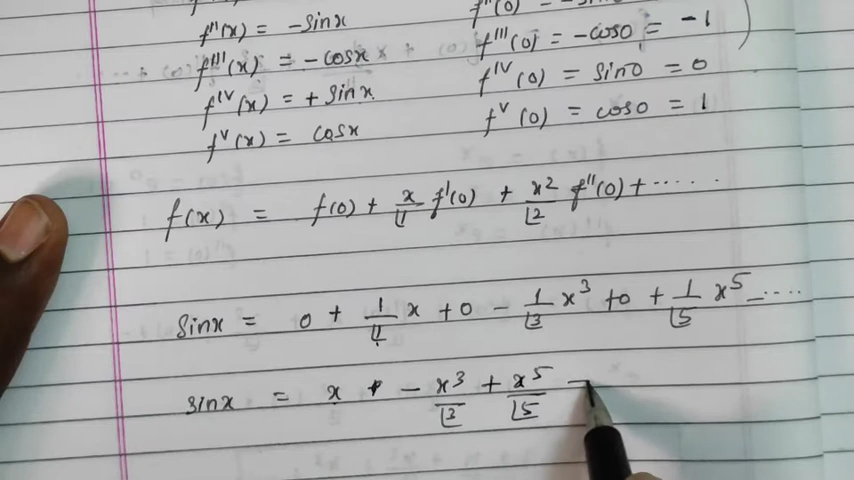 f''(x) = -sinx
f'''(x) = -cosx f'''(0) = -cos0 = -1
f^IV(x) = +sinx f^IV(0) = sin0 = 0
f^V(x) = cosx f^V(0) = cos0 = 1
f(x) = f(0) + x/⌊1 f'(0) + x²/⌊2 f''(0) + ......
sinx = 0 + 1/⌊1 x + 0 - 1/⌊3 x³ + 0 + 1/⌊5 x⁵ - ....
sinx = x - x³/⌊3 + x⁵/⌊5 -